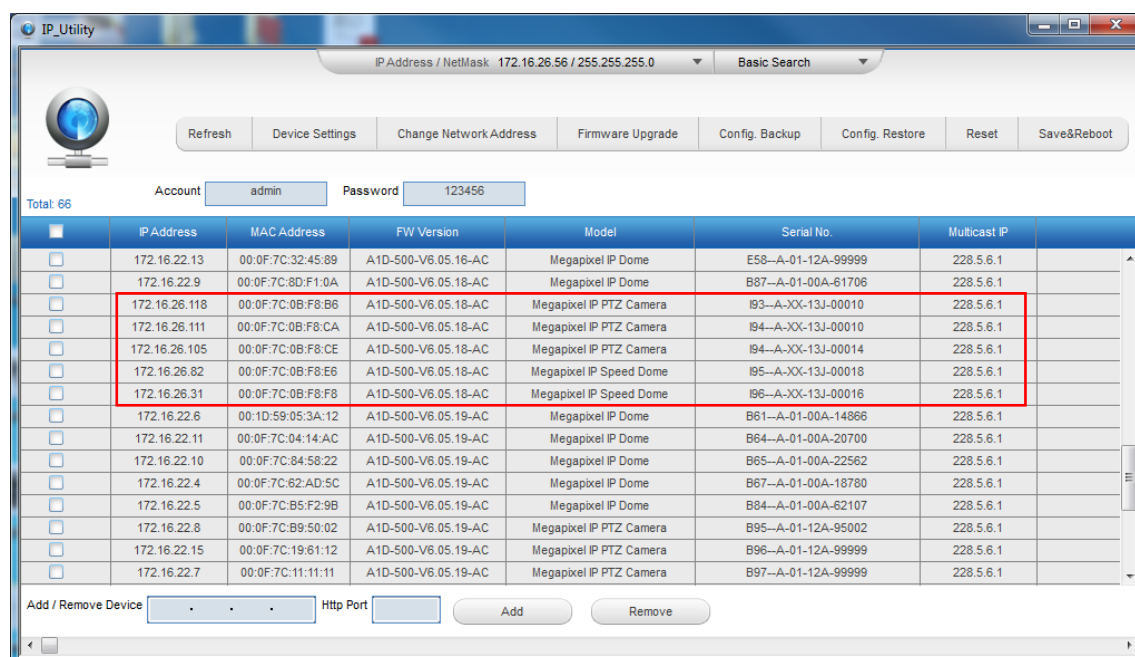 IP_Utility
IP Address / NetMask 172.16.26.56 / 255.255.255.0 Basic Search
Refresh Device Settings Change Network Address Firmware Upgrade Config. Backup Config. Restore Reset Save&Reboot
Account admin Password 123456
Total: 66
IP Address MAC Address FW Version Model Serial No. Multicast IP
172.16.22.13 00:0F:7C:32:45:89 A1D-500-V6.05.16-AC Megapixel IP Dome E58--A-01-12A-99999 228.5.6.1
172.16.22.9 00:0F:7C:8D:F1:0A A1D-500-V6.05.18-AC Megapixel IP Dome B87--A-01-00A-61706 228.5.6.1
172.16.26.118 00:0F:7C:0B:F8:B6 A1D-500-V6.05.18-AC Megapixel IP PTZ Camera I93--A-XX-13J-00010 228.5.6.1
172.16.26.111 00:0F:7C:0B:F8:CA A1D-500-V6.05.18-AC Megapixel IP PTZ Camera I94--A-XX-13J-00010 228.5.6.1
172.16.26.105 00:0F:7C:0B:F8:CE A1D-500-V6.05.18-AC Megapixel IP PTZ Camera I94--A-XX-13J-00014 228.5.6.1
172.16.26.82 00:0F:7C:0B:F8:E6 A1D-500-V6.05.18-AC Megapixel IP Speed Dome I95--A-XX-13J-00018 228.5.6.1
172.16.26.31 00:0F:7C:0B:F8:F8 A1D-500-V6.05.18-AC Megapixel IP Speed Dome I96--A-XX-13J-00016 228.5.6.1
172.16.22.6 00:1D:59:05:3A:12 A1D-500-V6.05.19-AC Megapixel IP Dome B61--A-01-00A-14866 228.5.6.1
172.16.22.11 00:0F:7C:04:14:AC A1D-500-V6.05.19-AC Megapixel IP Dome B64--A-01-00A-20700 228.5.6.1
172.16.22.10 00:0F:7C:84:58:22 A1D-500-V6.05.19-AC Megapixel IP Dome B65--A-01-00A-22562 228.5.6.1
172.16.22.4 00:0F:7C:62:AD:5C A1D-500-V6.05.19-AC Megapixel IP Dome B67--A-01-00A-18780 228.5.6.1
172.16.22.5 00:0F:7C:B5:F2:9B A1D-500-V6.05.19-AC Megapixel IP Dome B84--A-01-00A-62107 228.5.6.1
172.16.22.8 00:0F:7C:B9:50:02 A1D-500-V6.05.19-AC Megapixel IP PTZ Camera B95--A-01-12A-95002 228.5.6.1
172.16.22.15 00:0F:7C:19:61:12 A1D-500-V6.05.19-AC Megapixel IP PTZ Camera B96--A-01-12A-99999 228.5.6.1
172.16.22.7 00:0F:7C:11:11:11 A1D-500-V6.05.19-AC Megapixel IP PTZ Camera B97--A-01-12A-99999 228.5.6.1
Add / Remove Device . . . Http Port Add Remove